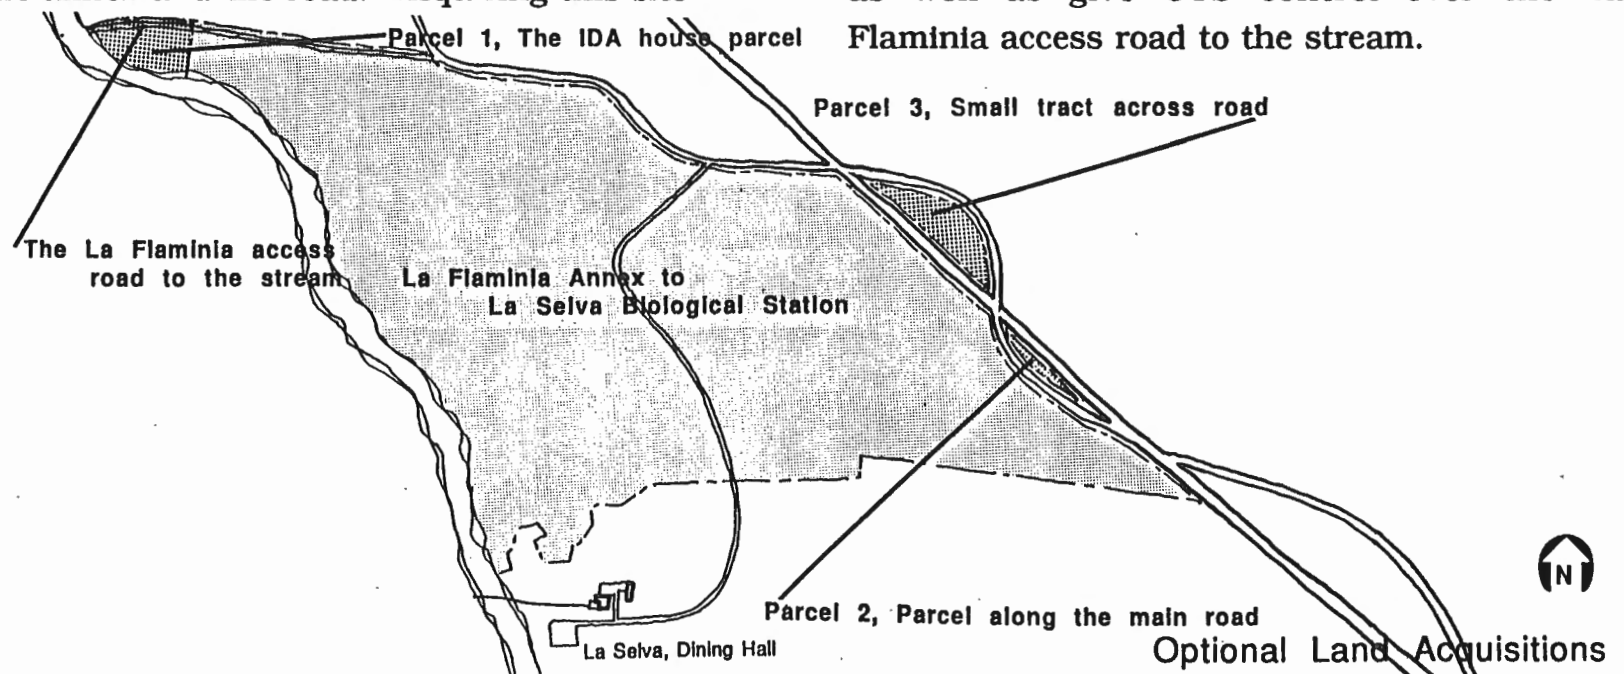 Parcel 1, The IDA house parcel
Flaminia access road to the stream.
Parcel 3, Small tract across road
The La Flaminia access
road to the stream
La Flaminia Annex to
La Selva Biological Station
Parcel 2, Parcel along the main road
La Selva, Dining Hall
N
Optional Land Acquisitions